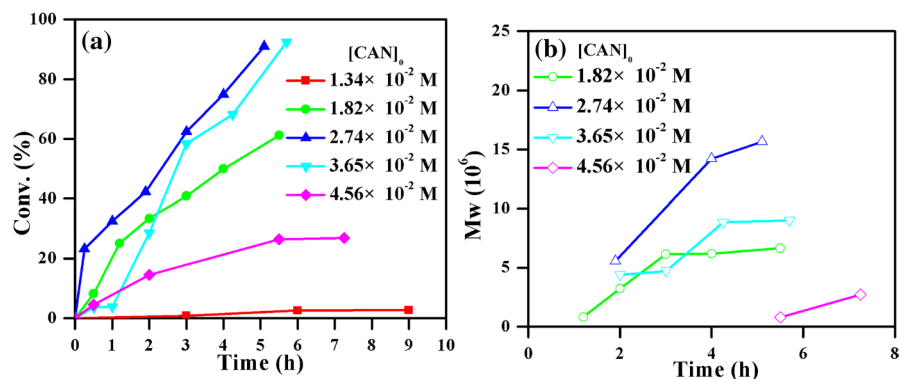 (a)
[CAN]₀
1.34× 10⁻² M
1.82× 10⁻² M
2.74× 10⁻² M
3.65× 10⁻² M
4.56× 10⁻² M
Conv. (%)
100
80
60
40
20
0
0 1 2 3 4 5 6 7 8 9 10
Time (h)
(b)
[CAN]₀
1.82× 10⁻² M
2.74× 10⁻² M
3.65× 10⁻² M
4.56× 10⁻² M
Mw (10⁶)
25
20
15
10
5
0
0 2 4 6 8
Time (h)